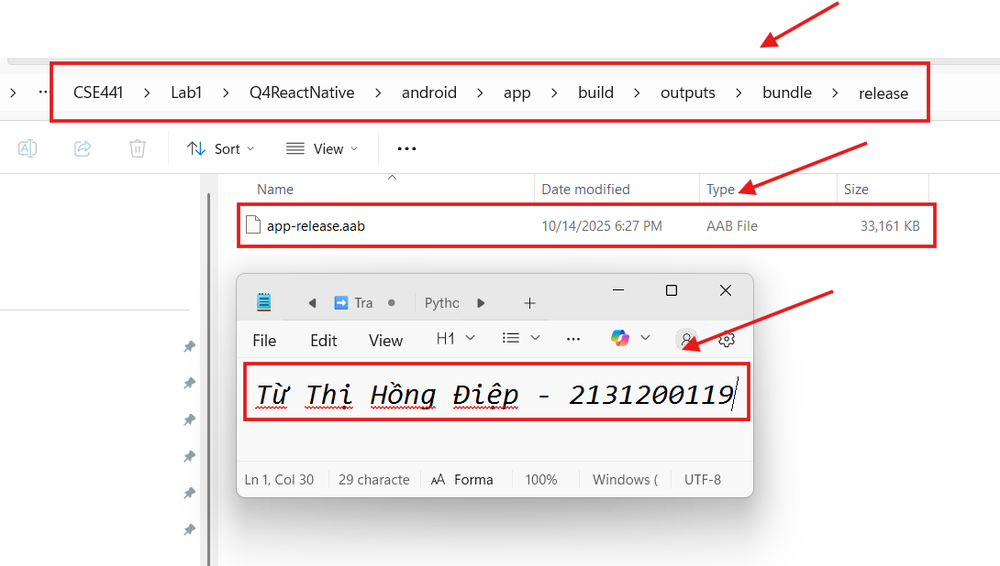 CSE441 > Lab1 > Q4ReactNative > android > app > build > outputs > bundle > release
Sort View
Name Date modified Type Size
app-release.aab 10/14/2025 6:27 PM AAB File 33,161 KB
Tra Pytho
File Edit View H1
Từ Thị Hồng Điệp - 2131200119
Ln 1, Col 30 29 characte Forma 100% Windows ( UTF-8